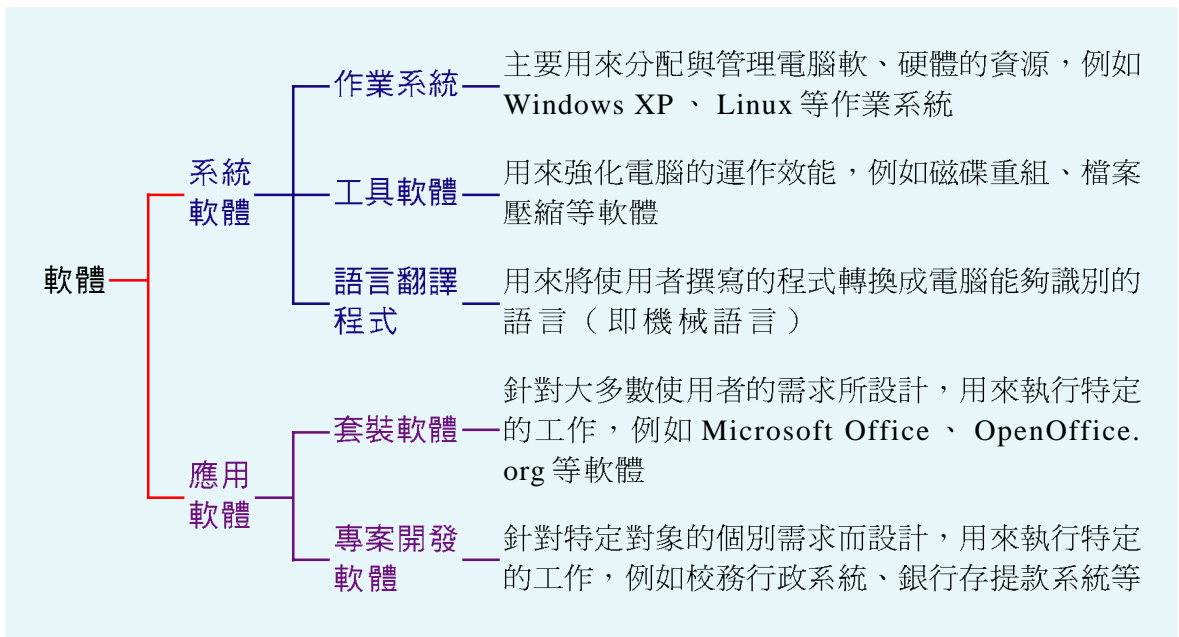 軟體
系統
軟體
作業系統
主要用來分配與管理電腦軟、硬體的資源，例如
Windows XP 、 Linux 等作業系統
工具軟體
用來強化電腦的運作效能，例如磁碟重組、檔案
壓縮等軟體
語言翻譯
程式
用來將使用者撰寫的程式轉換成電腦能夠識別的
語言（即機械語言）
應用
軟體
套裝軟體
針對大多數使用者的需求所設計，用來執行特定
的工作，例如 Microsoft Office 、 OpenOffice.
org 等軟體
專案開發
軟體
針對特定對象的個別需求而設計，用來執行特定
的工作，例如校務行政系統、銀行存提款系統等